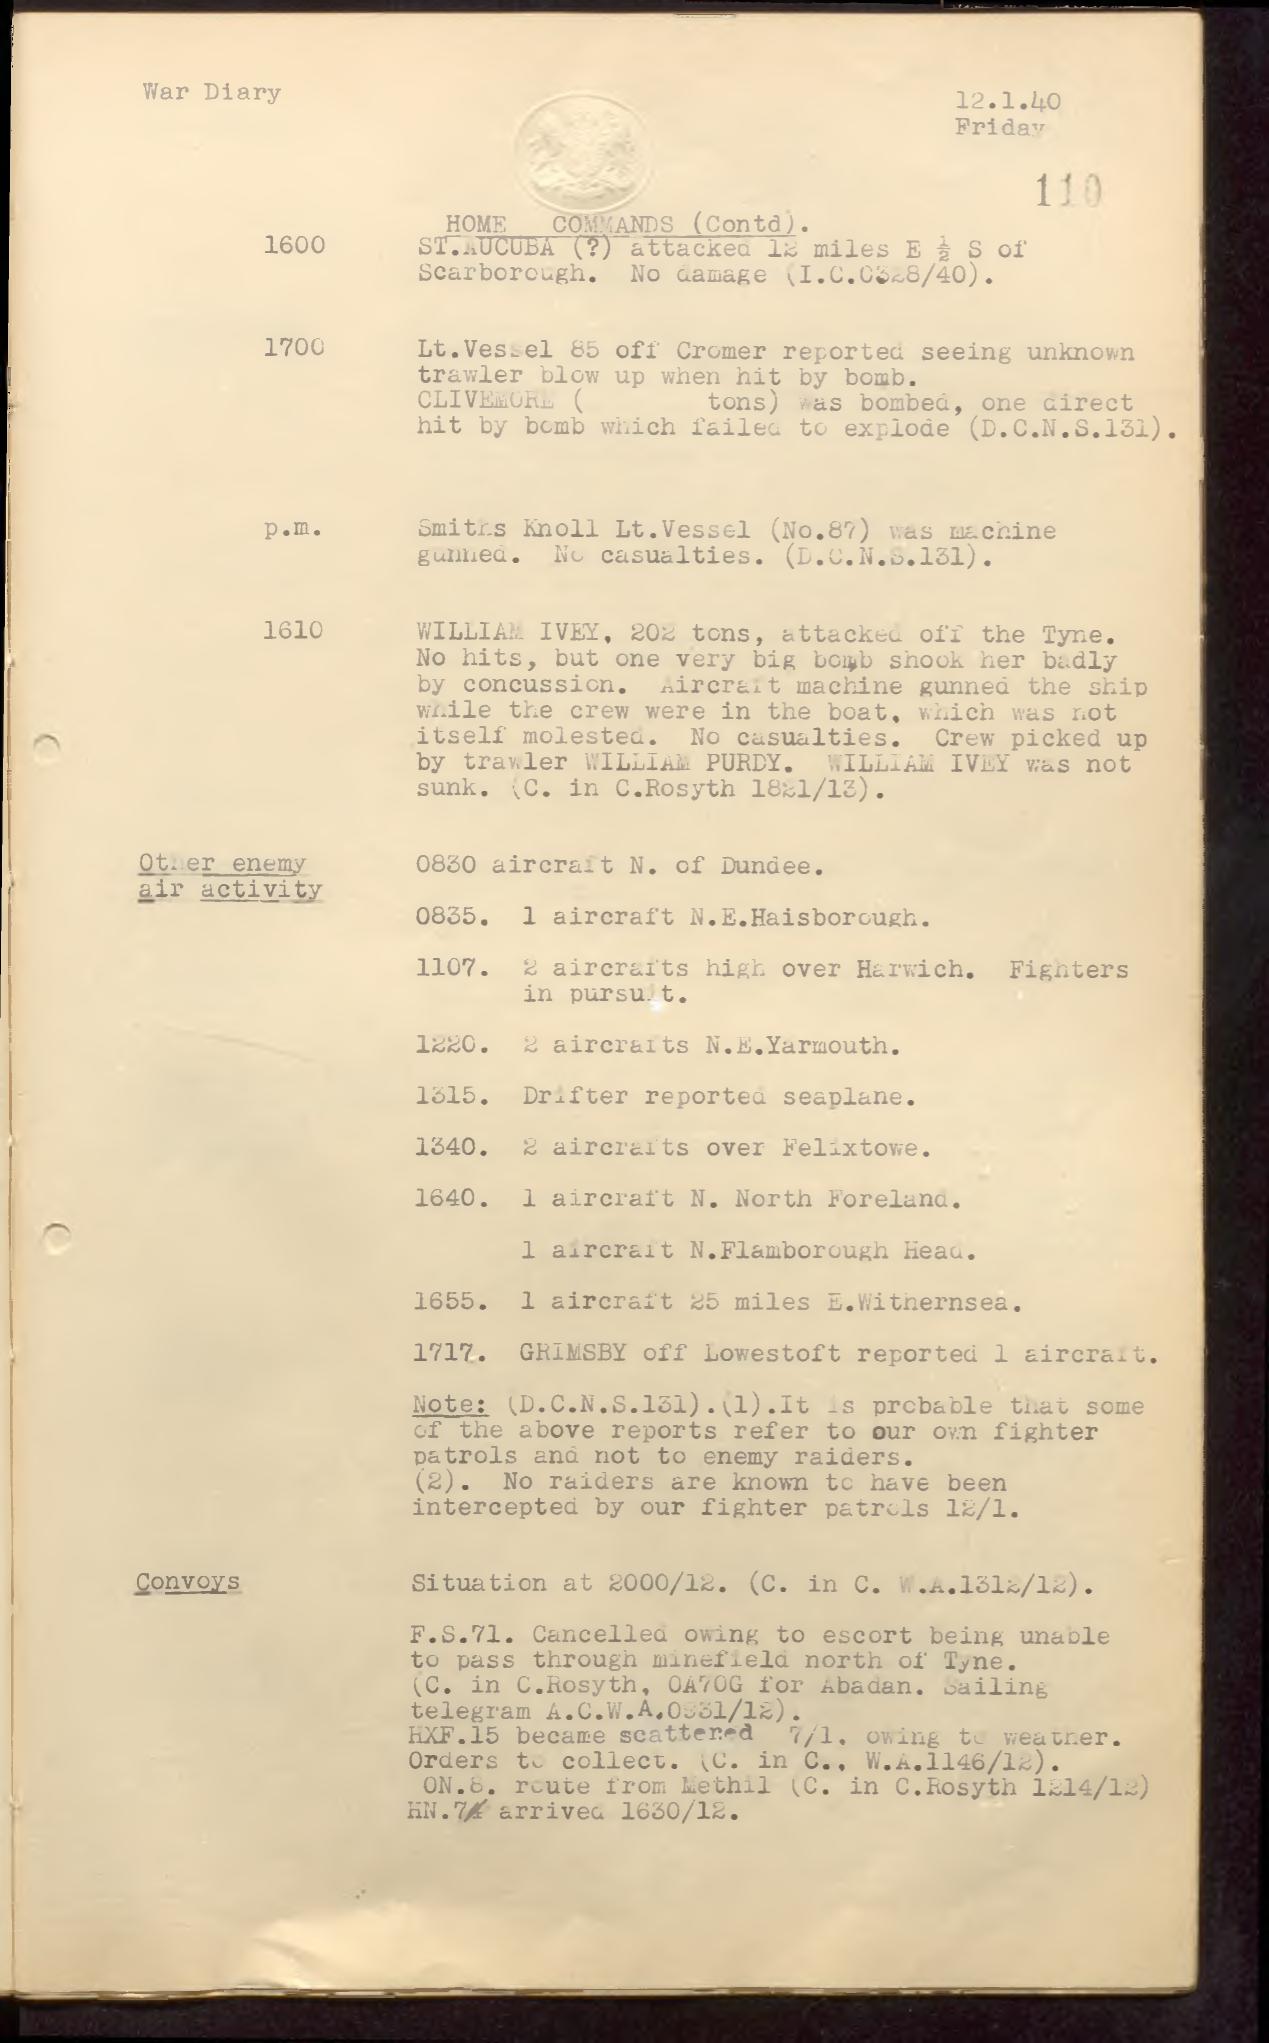 War Diary
12.1.40
Friday
110
HOME COMMANDS (Contd).
1600 ST.AUCUBA (?) attacked 12 miles E ½ S of
Scarborough. No damage (I.C.0328/40).
1700 Lt.Vessel 85 off Cromer reported seeing unknown
trawler blow up when hit by bomb.
CLIVEMORE ( tons) was bombed, one direct
hit by bomb which failed to explode (D.C.N.S.131).
p.m. Smiths Knoll Lt.Vessel (No.87) was machine
gunned. No casualties. (D.C.N.S.131).
1610 WILLIAM IVEY, 202 tons, attacked off the Tyne.
No hits, but one very big bomb shook her badly
by concussion. Aircraft machine gunned the ship
while the crew were in the boat, which was not
itself molested. No casualties. Crew picked up
by trawler WILLIAM PURDY. WILLIAM IVEY was not
sunk. (C. in C.Rosyth 1821/13).
Other enemy 0830 aircraft N. of Dundee.
air activity
0835. 1 aircraft N.E.Haisborough.
1107. 2 aircrafts high over Harwich. Fighters
in pursuit.
1220. 2 aircrafts N.E.Yarmouth.
1315. Drifter reported seaplane.
1340. 2 aircrafts over Felixtowe.
1640. 1 aircraft N. North Foreland.
1 aircraft N.Flamborough Head.
1655. 1 aircraft 25 miles E.Withernsea.
1717. GRIMSBY off Lowestoft reported 1 aircraft.
Note: (D.C.N.S.131).(1).It is probable that some
of the above reports refer to our own fighter
patrols and not to enemy raiders.
(2). No raiders are known to have been
intercepted by our fighter patrols 12/1.
Convoys Situation at 2000/12. (C. in C. W.A.1312/12).
F.S.71. Cancelled owing to escort being unable
to pass through minefield north of Tyne.
(C. in C.Rosyth, OA70G for Abadan. Sailing
telegram A.C.W.A. /12).
HXF.15 became scattered 7/1. owing to weather.
Orders to collect. (C. in C., W.A.1146/12).
ON.8. route from Methil (C. in C.Rosyth 1214/12)
HN. arrived 1630/12.